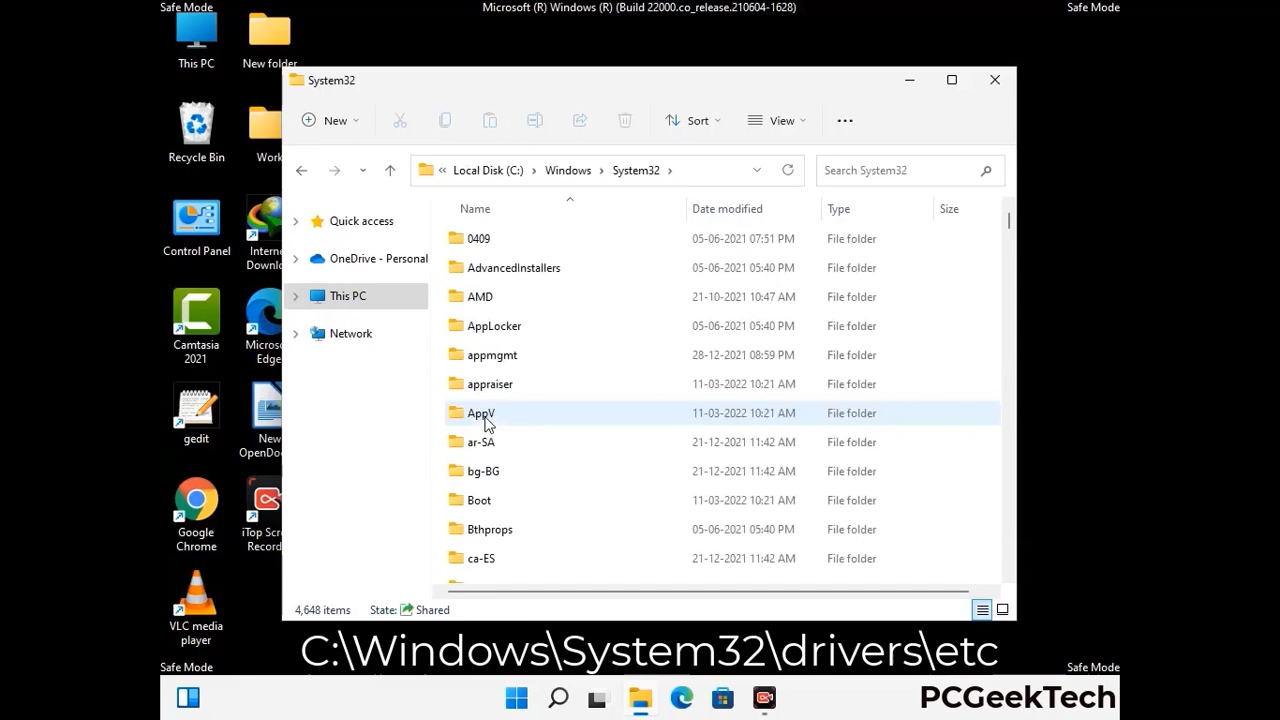 Safe Mode
Microsoft (R) Windows (R) (Build 22000.co_release.210604-1628)
Safe Mode
This PC
New folder
Recycle Bin
Work
Control Panel
Interne
Downlo
Camtasia
2021
Micros
Edge
gedit
New
OpenDo
Google
Chrome
iTop Scre
Record
VLC media
player
System32
New
Sort
View
Local Disk (C:)
Windows
System32
Search System32
Quick access
OneDrive - Personal
This PC
Network
Name Date modified Type Size
0409 05-06-2021 07:51 PM File folder
AdvancedInstallers 05-06-2021 05:40 PM File folder
AMD 21-10-2021 10:47 AM File folder
AppLocker 05-06-2021 05:40 PM File folder
appmgmt 28-12-2021 08:59 PM File folder
appraiser 11-03-2022 10:21 AM File folder
AppV 11-03-2022 10:21 AM File folder
ar-SA 21-12-2021 11:42 AM File folder
bg-BG 21-12-2021 11:42 AM File folder
Boot 11-03-2022 10:21 AM File folder
Bthprops 05-06-2021 05:40 PM File folder
ca-ES 21-12-2021 11:42 AM File folder
4,648 items State: Shared
C:\Windows\System32\drivers\etc
Safe Mode
Safe Mode
PCGeekTech